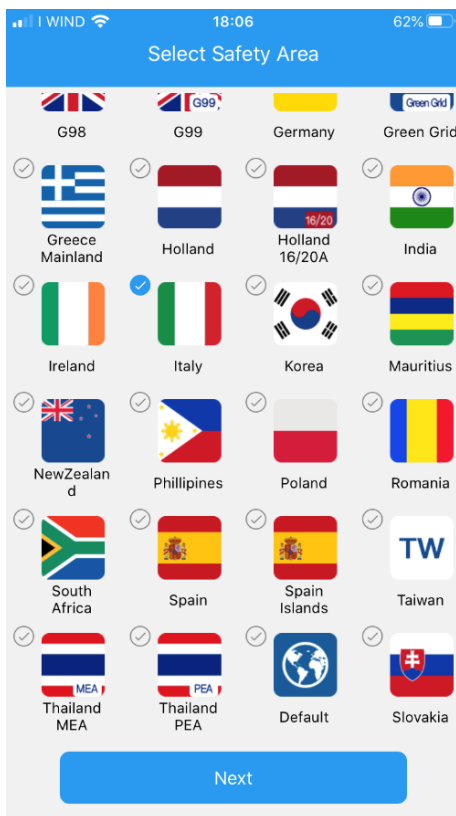 I WIND 18:06 62%
Select Safety Area
G99 Green Grid
G98 G99 Germany Green Grid
16/20
Greece Mainland Holland Holland 16/20A India
Ireland Italy Korea Mauritius
NewZealan
d Phillipines Poland Romania
TW
South Africa Spain Spain Islands Taiwan
MEA PEA
Thailand MEA Thailand PEA Default Slovakia
Next